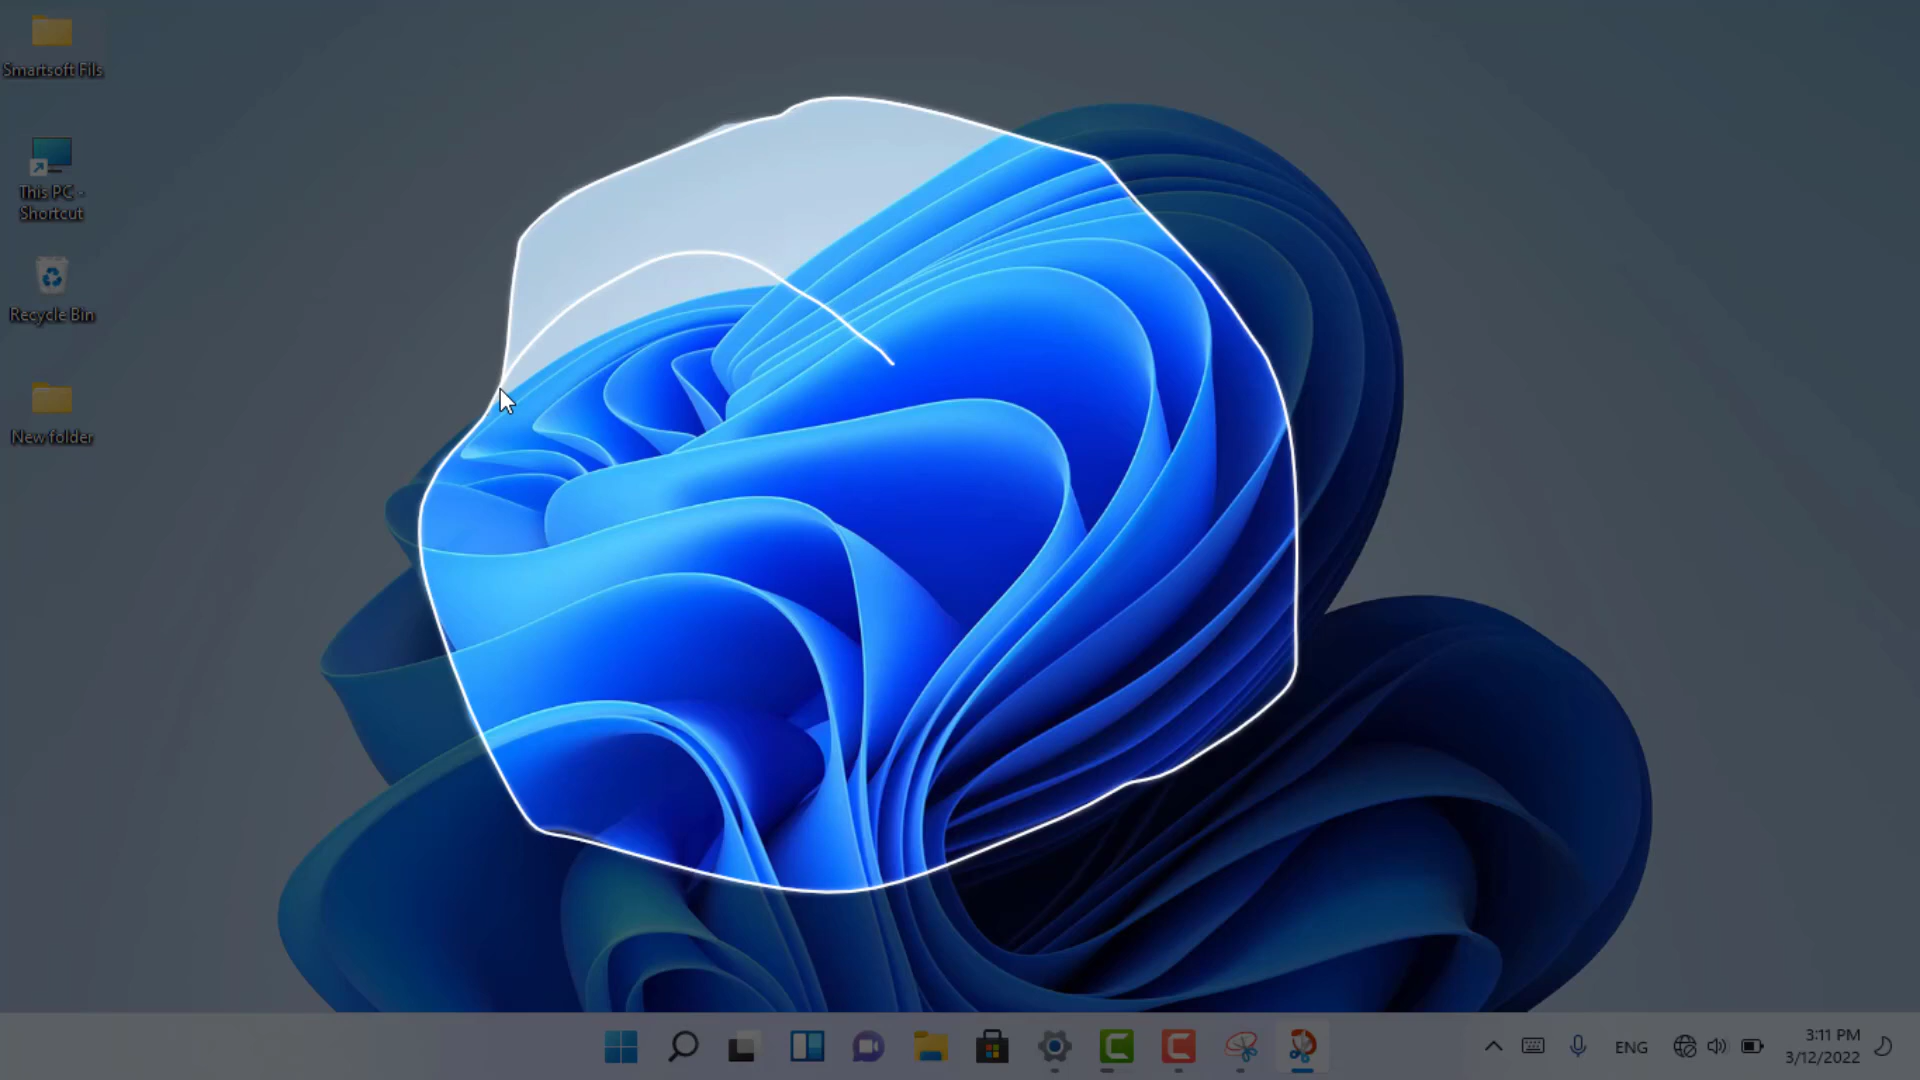 Smartsoft Fils
This PC -
Shortcut
Recycle Bin
New folder
ENG
3:11 PM
3/12/2022